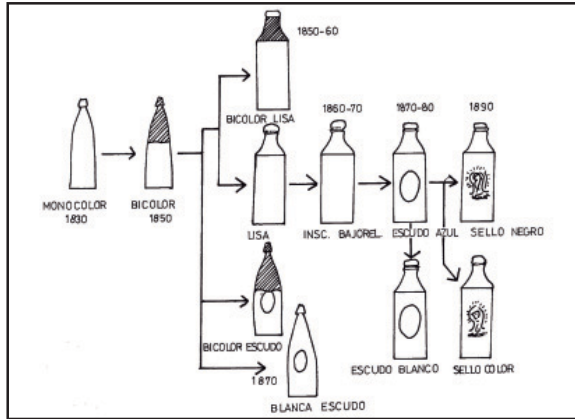 1850-60
BICOLOR LISA
1860-70
1870-80
1890
MONOCOLOR
1830
BICOLOR
1850
LISA
INSC. BAJOREL.
ESCUDO AZUL
SELLO NEGRO
BICOLOR ESCUDO
1870
BLANCA ESCUDO
ESCUDO BLANCO
SELLO COLOR